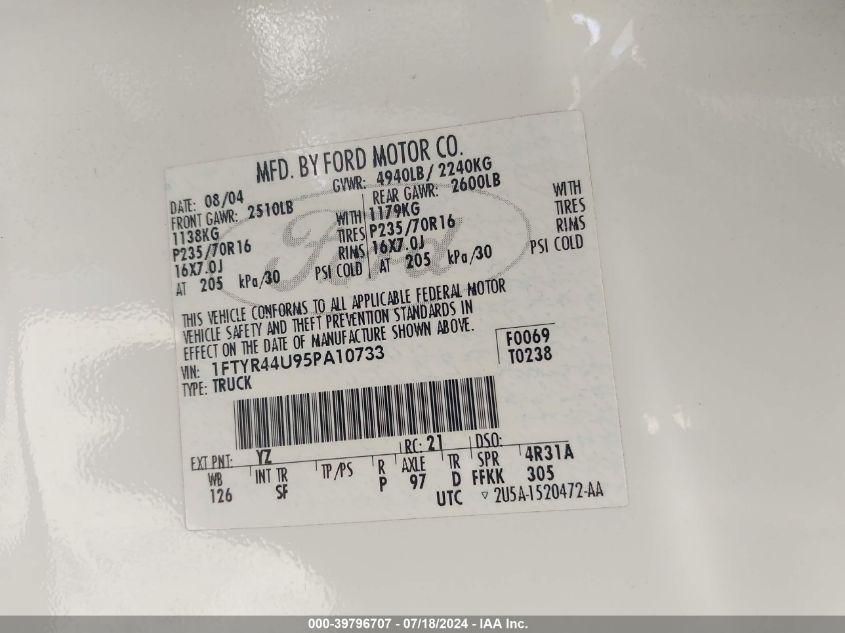 MFD. BY FORD MOTOR CO.
DATE: 08/04 GVWR: 4940LB / 2240KG
FRONT GAWR: 2510LB REAR GAWR: 2600LB
1138KG WITH 1179KG WITH
P235/70R16 TIRES P235/70R16 TIRES
16X7.0J RIMS 16X7.0J RIMS
AT 205 kPa/30 PSI COLD AT 205 kPa/30 PSI COLD
Ford
THIS VEHICLE CONFORMS TO ALL APPLICABLE FEDERAL MOTOR
VEHICLE SAFETY AND THEFT PREVENTION STANDARDS IN
EFFECT ON THE DATE OF MANUFACTURE SHOWN ABOVE.
VIN: 1FTYR44U95PA10733
TYPE: TRUCK
F0069
T0238
EXT PNT: YZ RC: 21 DSO:
WB INT TR TP/PS R AXLE TR SPR 4R31A
126 SF P 97 D FFKK 305
UTC ▽ 2U5A-1520472-AA
000-39796707 - 07/18/2024 - IAA Inc.